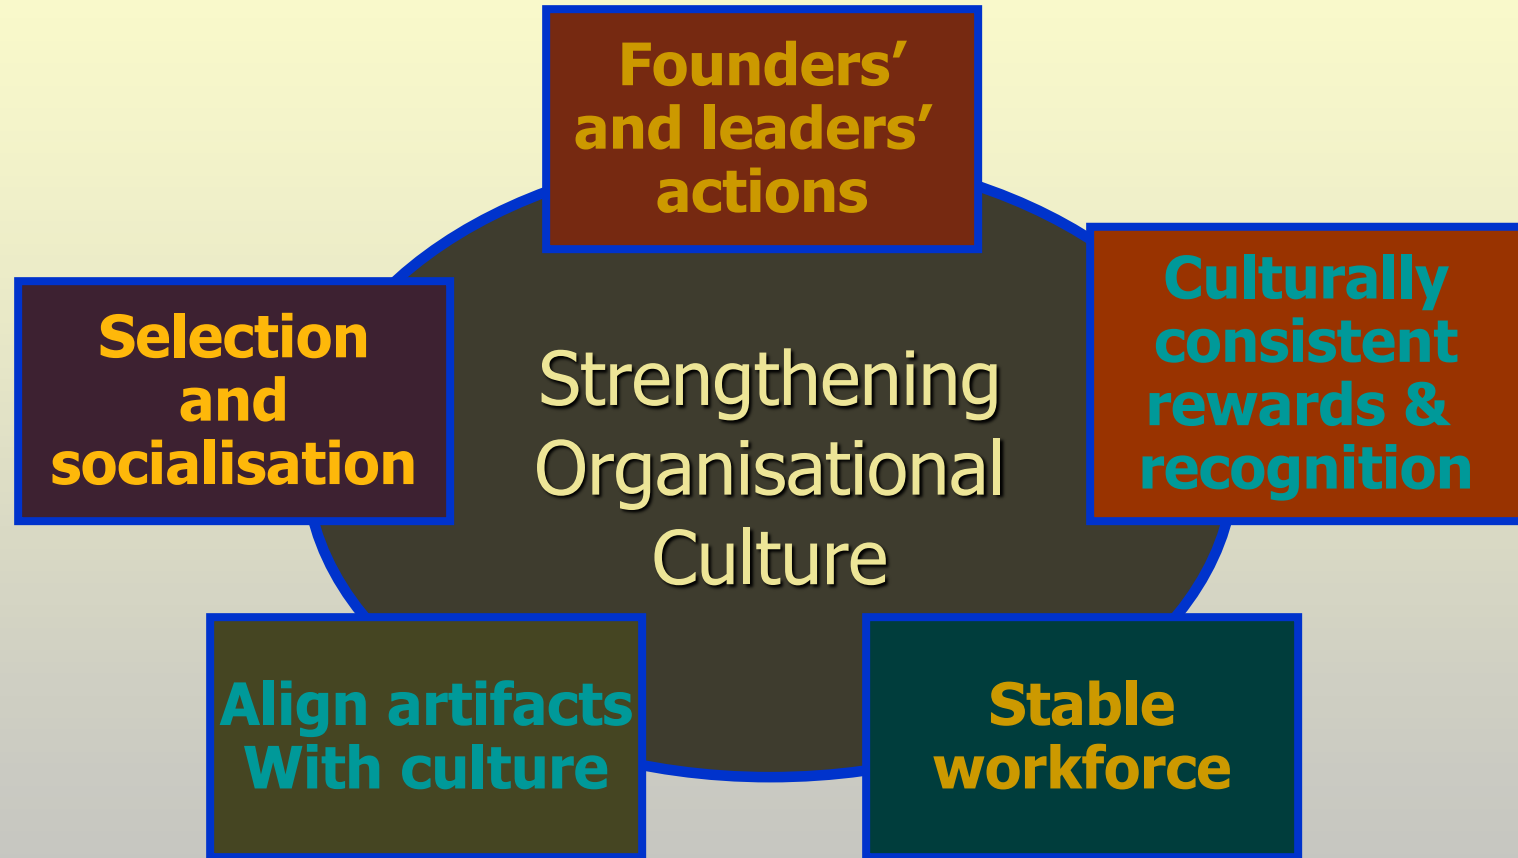 Founders’
and leaders’
actions
Culturally
consistent
rewards &
recognition
Selection
and
socialisation
Strengthening
Organisational
Culture
Align artifacts
With culture
Stable
workforce